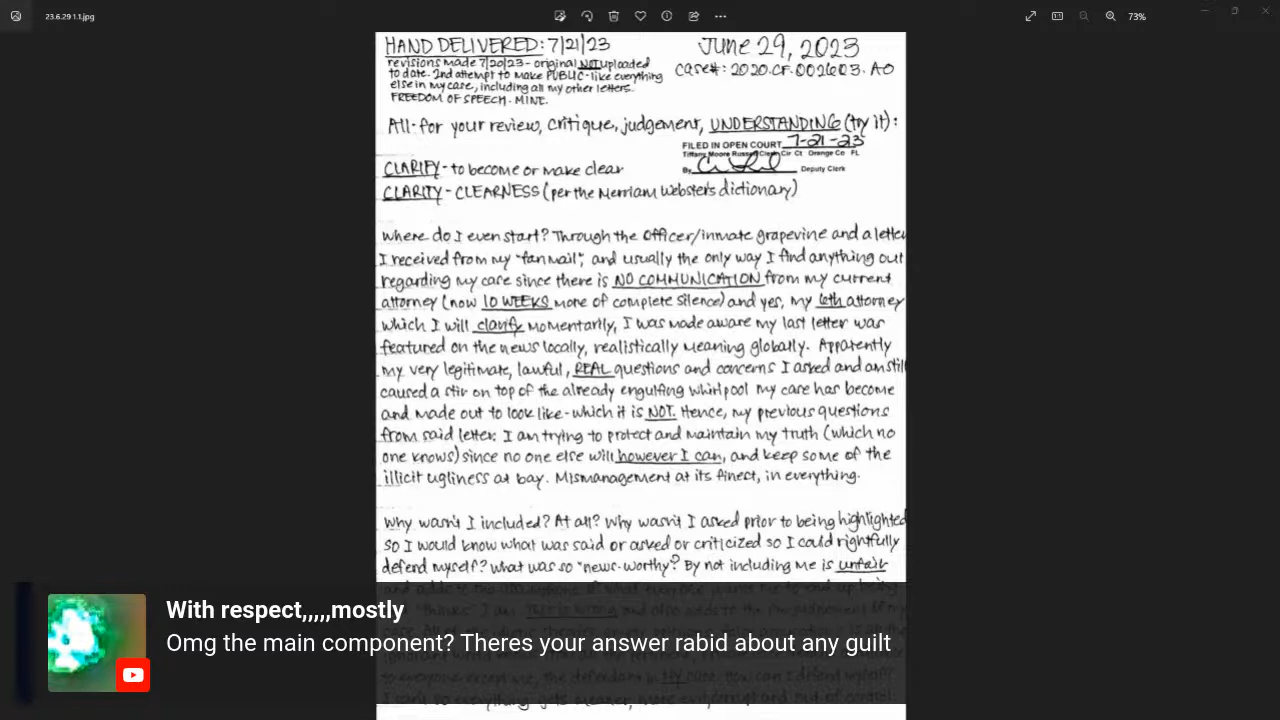 23.6.29 1.1.jpg
73%
HAND DELIVERED: 7/21/23
June 29, 2023
revisions made 7/20/23 - original NOT uploaded
to date. 2nd attempt to make PUBLIC - like everything
else in my case, including all my other letters.
FREEDOM OF SPEECH - MINE.
case#: 2020.CF.002603.AO
All - for your review, critique, judgement, UNDERSTANDING (try it):
FILED IN OPEN COURT 7-21-23
Tiffany Moore Russell, Clerk, Cir Ct Orange Co FL
By Deputy Clerk
CLARIFY - to become or make clear
CLARITY - CLEARNESS (per the Merriam Webster's dictionary)
Where do I even start? Through the officer/inmate grapevine and a letter
I received from my "fan mail", and usually the only way I find anything out
regarding my case since there is NO COMMUNICATION from my current
attorney (now 10 WEEKS more of complete silence) and yes, my 6th attorney
which I will clarify momentarily, I was made aware my last letter was
featured on the news locally, realistically meaning globally. Apparently
my very legitimate, lawful, REAL questions and concerns I asked and am still
caused a stir on top of the already engulfing whirlpool my case has become
and made out to look like - which it is NOT. Hence, my previous questions
from said letter. I am trying to protect and maintain my truth (which no
one knows) since no one else will however I can, and keep some of the
illicit ugliness at bay. Mismanagement at its finest, in everything.
Why wasn't I included? At all? Why wasn't I asked prior to being highlighted
so I would know what was said or asked or criticized so I could rightfully
defend myself? What was so "news-worthy"? By not including me is unfair
With respect,,,,,mostly
Omg the main component? Theres your answer rabid about any guilt